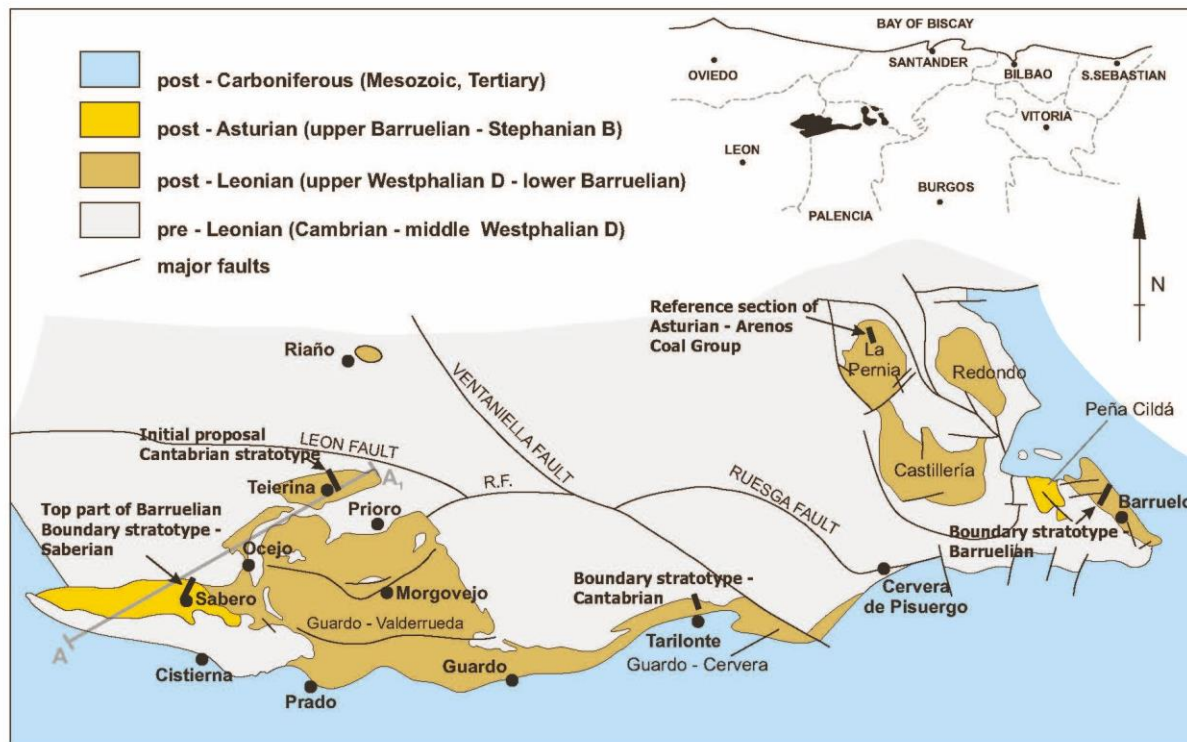 post - Carboniferous (Mesozoic, Tertiary)
post - Asturian (upper Barruelian - Stephanian B)
post - Leonian (upper Westphalian D - lower Barruelian)
pre - Leonian (Cambrian - middle Westphalian D)
major faults
BAY OF BISCAY
OVIEDO
SANTANDER
BILBAO
S.SEBASTIAN
VITORIA
LEON
BURGOS
PALENCIA
N
Reference section of
Asturian - Arenos
Coal Group
La
Pernia
Redondo
Peña Cildá
Castillería
Barruelo
Boundary stratotype -
Barruelian
Riaño
VENTANIELLA FAULT
Initial proposal
Cantabrian stratotype
LEON FAULT
A1
Teierina
R.F.
RUESGA FAULT
Prioro
Top part of Barruelian
Boundary stratotype -
Saberian
Ocejo
Sabero
Morgovejo
Boundary stratotype -
Cantabrian
Cervera
de Pisuergo
Guardo - Valderrueda
Tarilonte
A
Guardo - Cervera
Cistierna
Guardo
Prado